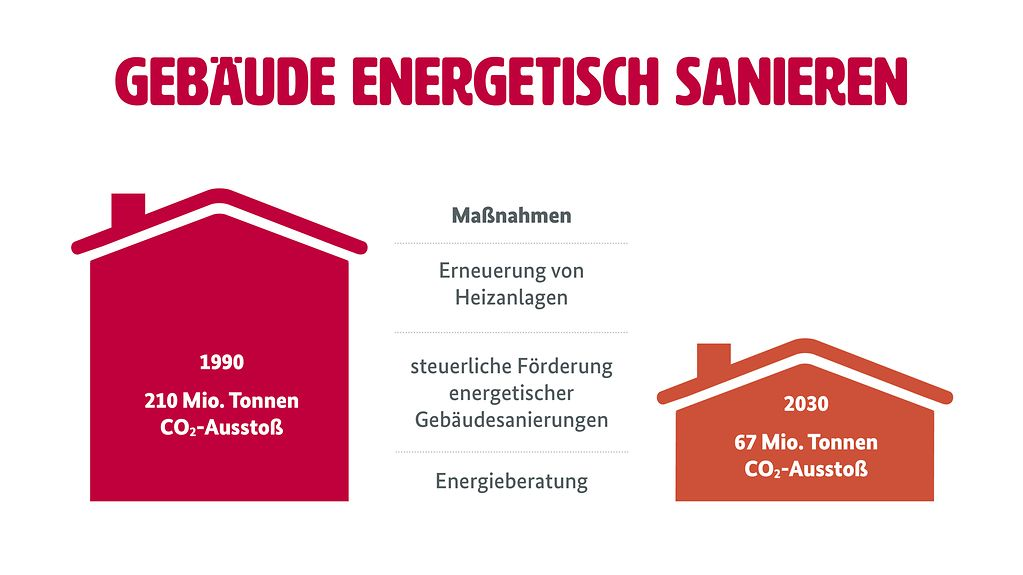 GEBÄUDE ENERGETISCH SANIEREN
1990
210 Mio. Tonnen
CO₂-Ausstoß
Maßnahmen
Erneuerung von
Heizanlagen
steuerliche Förderung
energetischer
Gebäudesanierungen
Energieberatung
2030
67 Mio. Tonnen
CO₂-Ausstoß